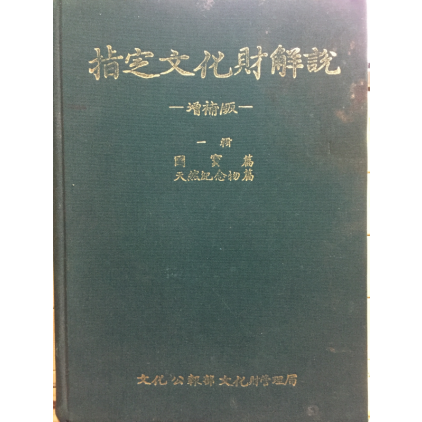 指定文化財解說
—增補版—
一輯
國寶篇
天然紀念物篇
文化公報部文化財管理局